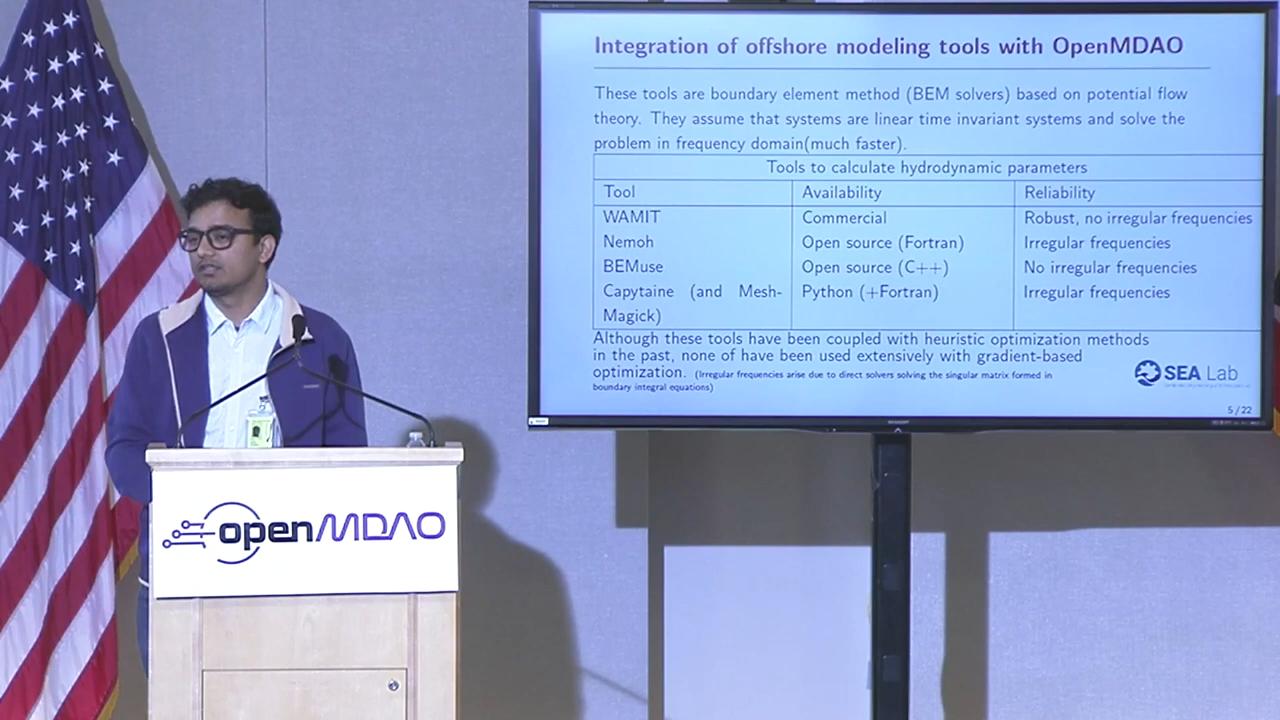 Integration of offshore modeling tools with OpenMDAO
These tools are boundary element method (BEM solvers) based on potential flow
theory. They assume that systems are linear time invariant systems and solve the
problem in frequency domain(much faster).
Tools to calculate hydrodynamic parameters
Tool Availability Reliability
WAMIT Commercial Robust, no irregular frequencies
Nemoh Open source (Fortran) Irregular frequencies
BEMuse Open source (C++) No irregular frequencies
Capytaine (and Mesh- Python (+Fortran) Irregular frequencies
Magick)
Although these tools have been coupled with heuristic optimization methods
in the past, none of have been used extensively with gradient-based
optimization. (Irregular frequencies arise due to direct solvers solving the singular matrix formed in
boundary integral equations)
SEA Lab
5 / 22
openMDAO